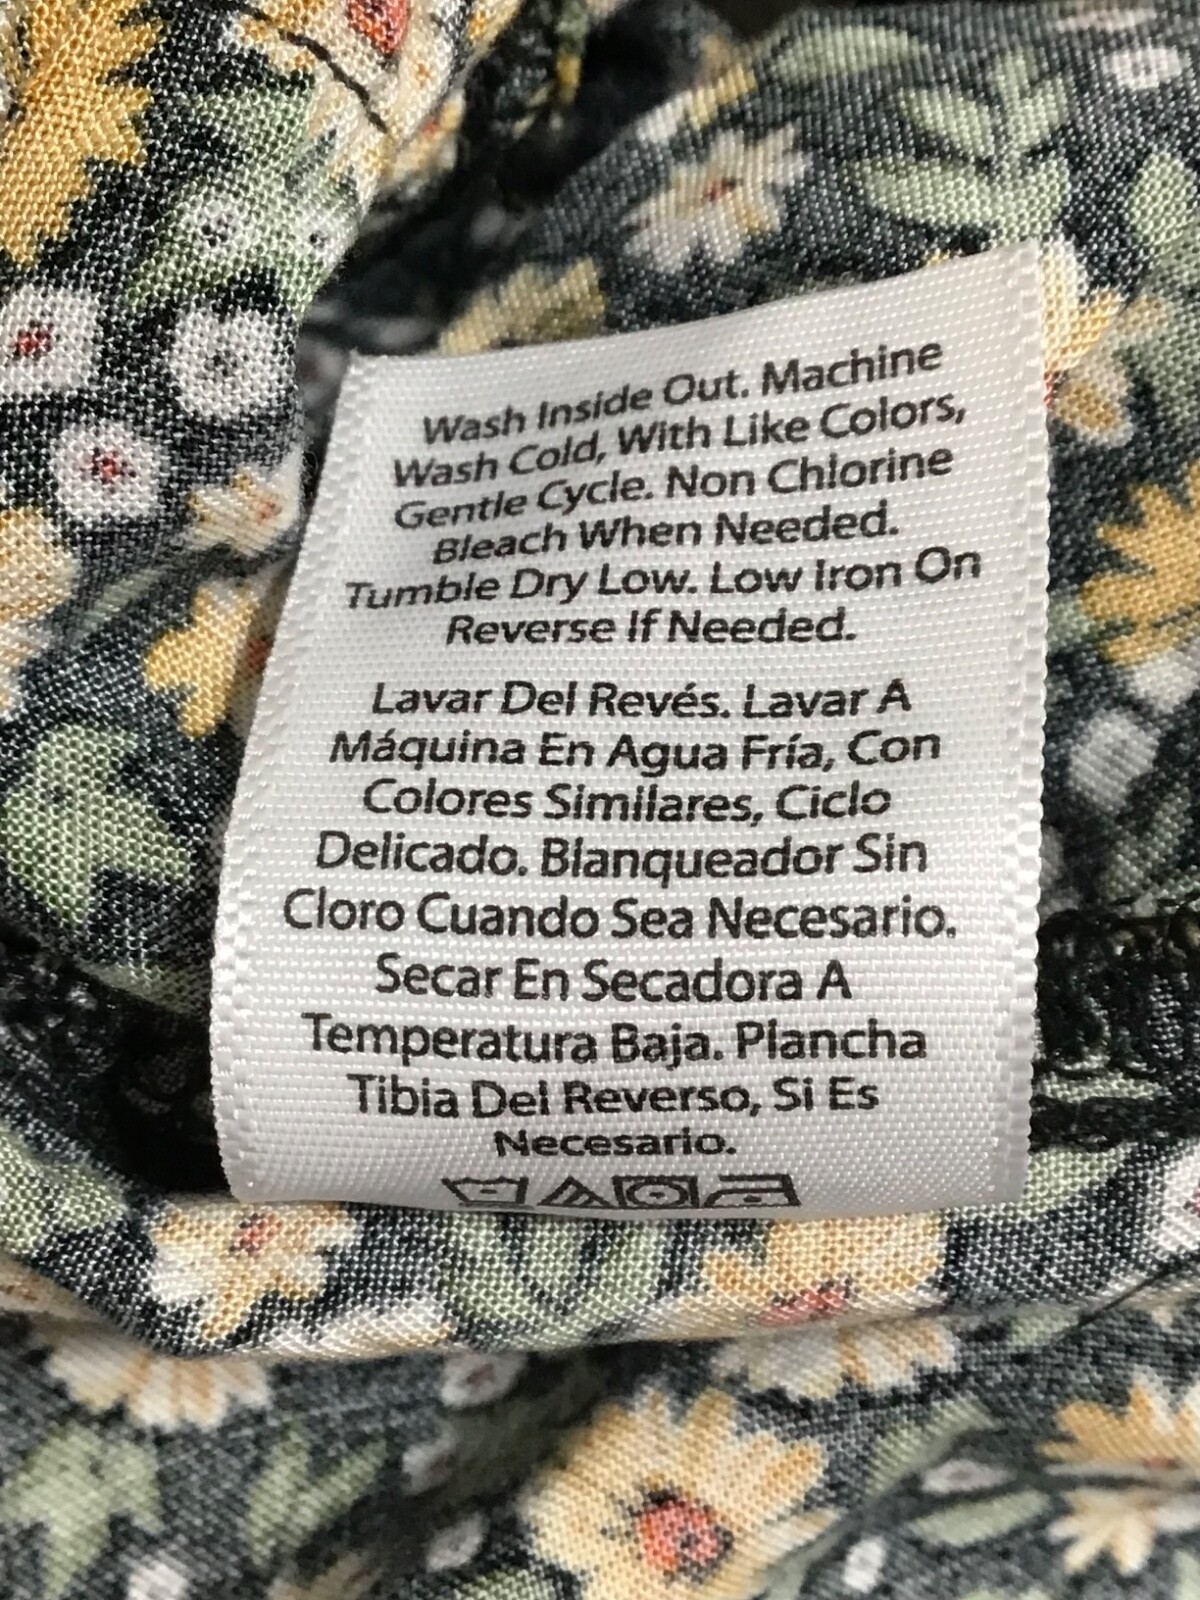 Wash Inside Out. Machine
Wash Cold, With Like Colors,
Gentle Cycle. Non Chlorine
Bleach When Needed.
Tumble Dry Low. Low Iron On
Reverse If Needed.
Lavar Del Revés. Lavar A
Máquina En Agua Fría, Con
Colores Similares, Ciclo
Delicado. Blanqueador Sin
Cloro Cuando Sea Necesario.
Secar En Secadora A
Temperatura Baja. Plancha
Tibia Del Reverso, Si Es
Necesario.